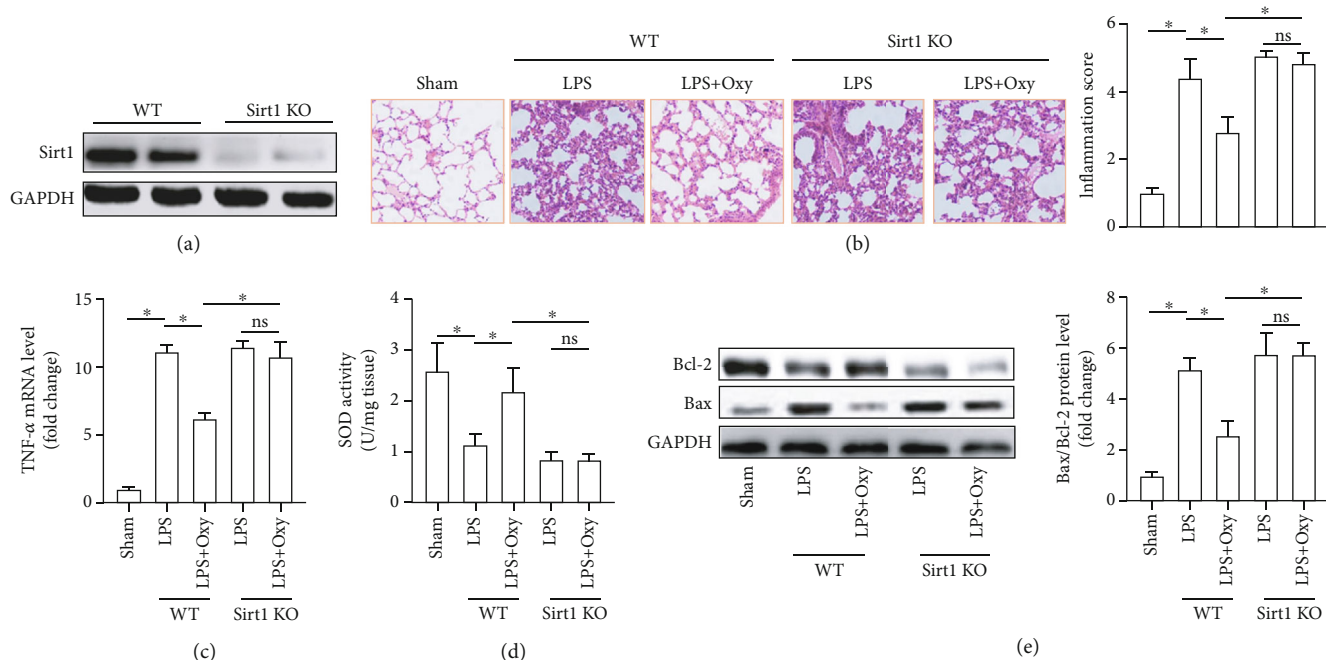 WT Sirt1 KO
Sirt1
GAPDH
(a)
WT Sirt1 KO
Sham LPS LPS+Oxy LPS LPS+Oxy
(b)
Inflammation score
6
4
2
0
* * * ns
TNF-α mRNA level
(fold change)
15
10
5
0
* * * ns
Sham LPS LPS+Oxy LPS LPS+Oxy
WT Sirt1 KO
(c)
SOD activity
(U/mg tissue)
4
3
2
1
0
* * * ns
LPS LPS+Oxy LPS LPS+Oxy
WT Sirt1 KO
(d)
Bcl-2
Bax
GAPDH
Sham LPS LPS+Oxy LPS LPS+Oxy
WT Sirt1 KO
Bax/Bcl-2 protein level
(fold change)
8
6
4
2
0
* * * ns
Sham LPS LPS+Oxy LPS LPS+Oxy
WT Sirt1 KO
(e)